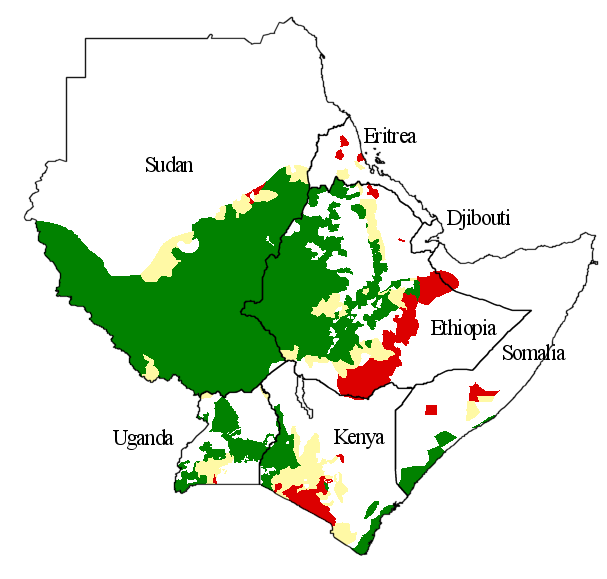 Eritrea
Sudan
Djibouti
Ethiopia
Somalia
Uganda
Kenya